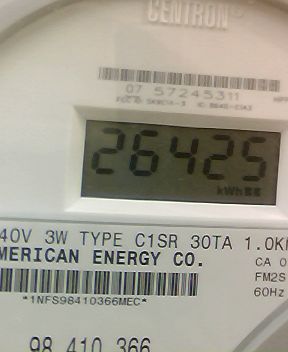 CENTRON®
07 57245311
26425
kWh
40V 3W TYPE C1SR 30TA 1.0K
MERICAN ENERGY CO.
CA 0
FM2S
60Hz
*1NFS98410366MEC*
98 410 366